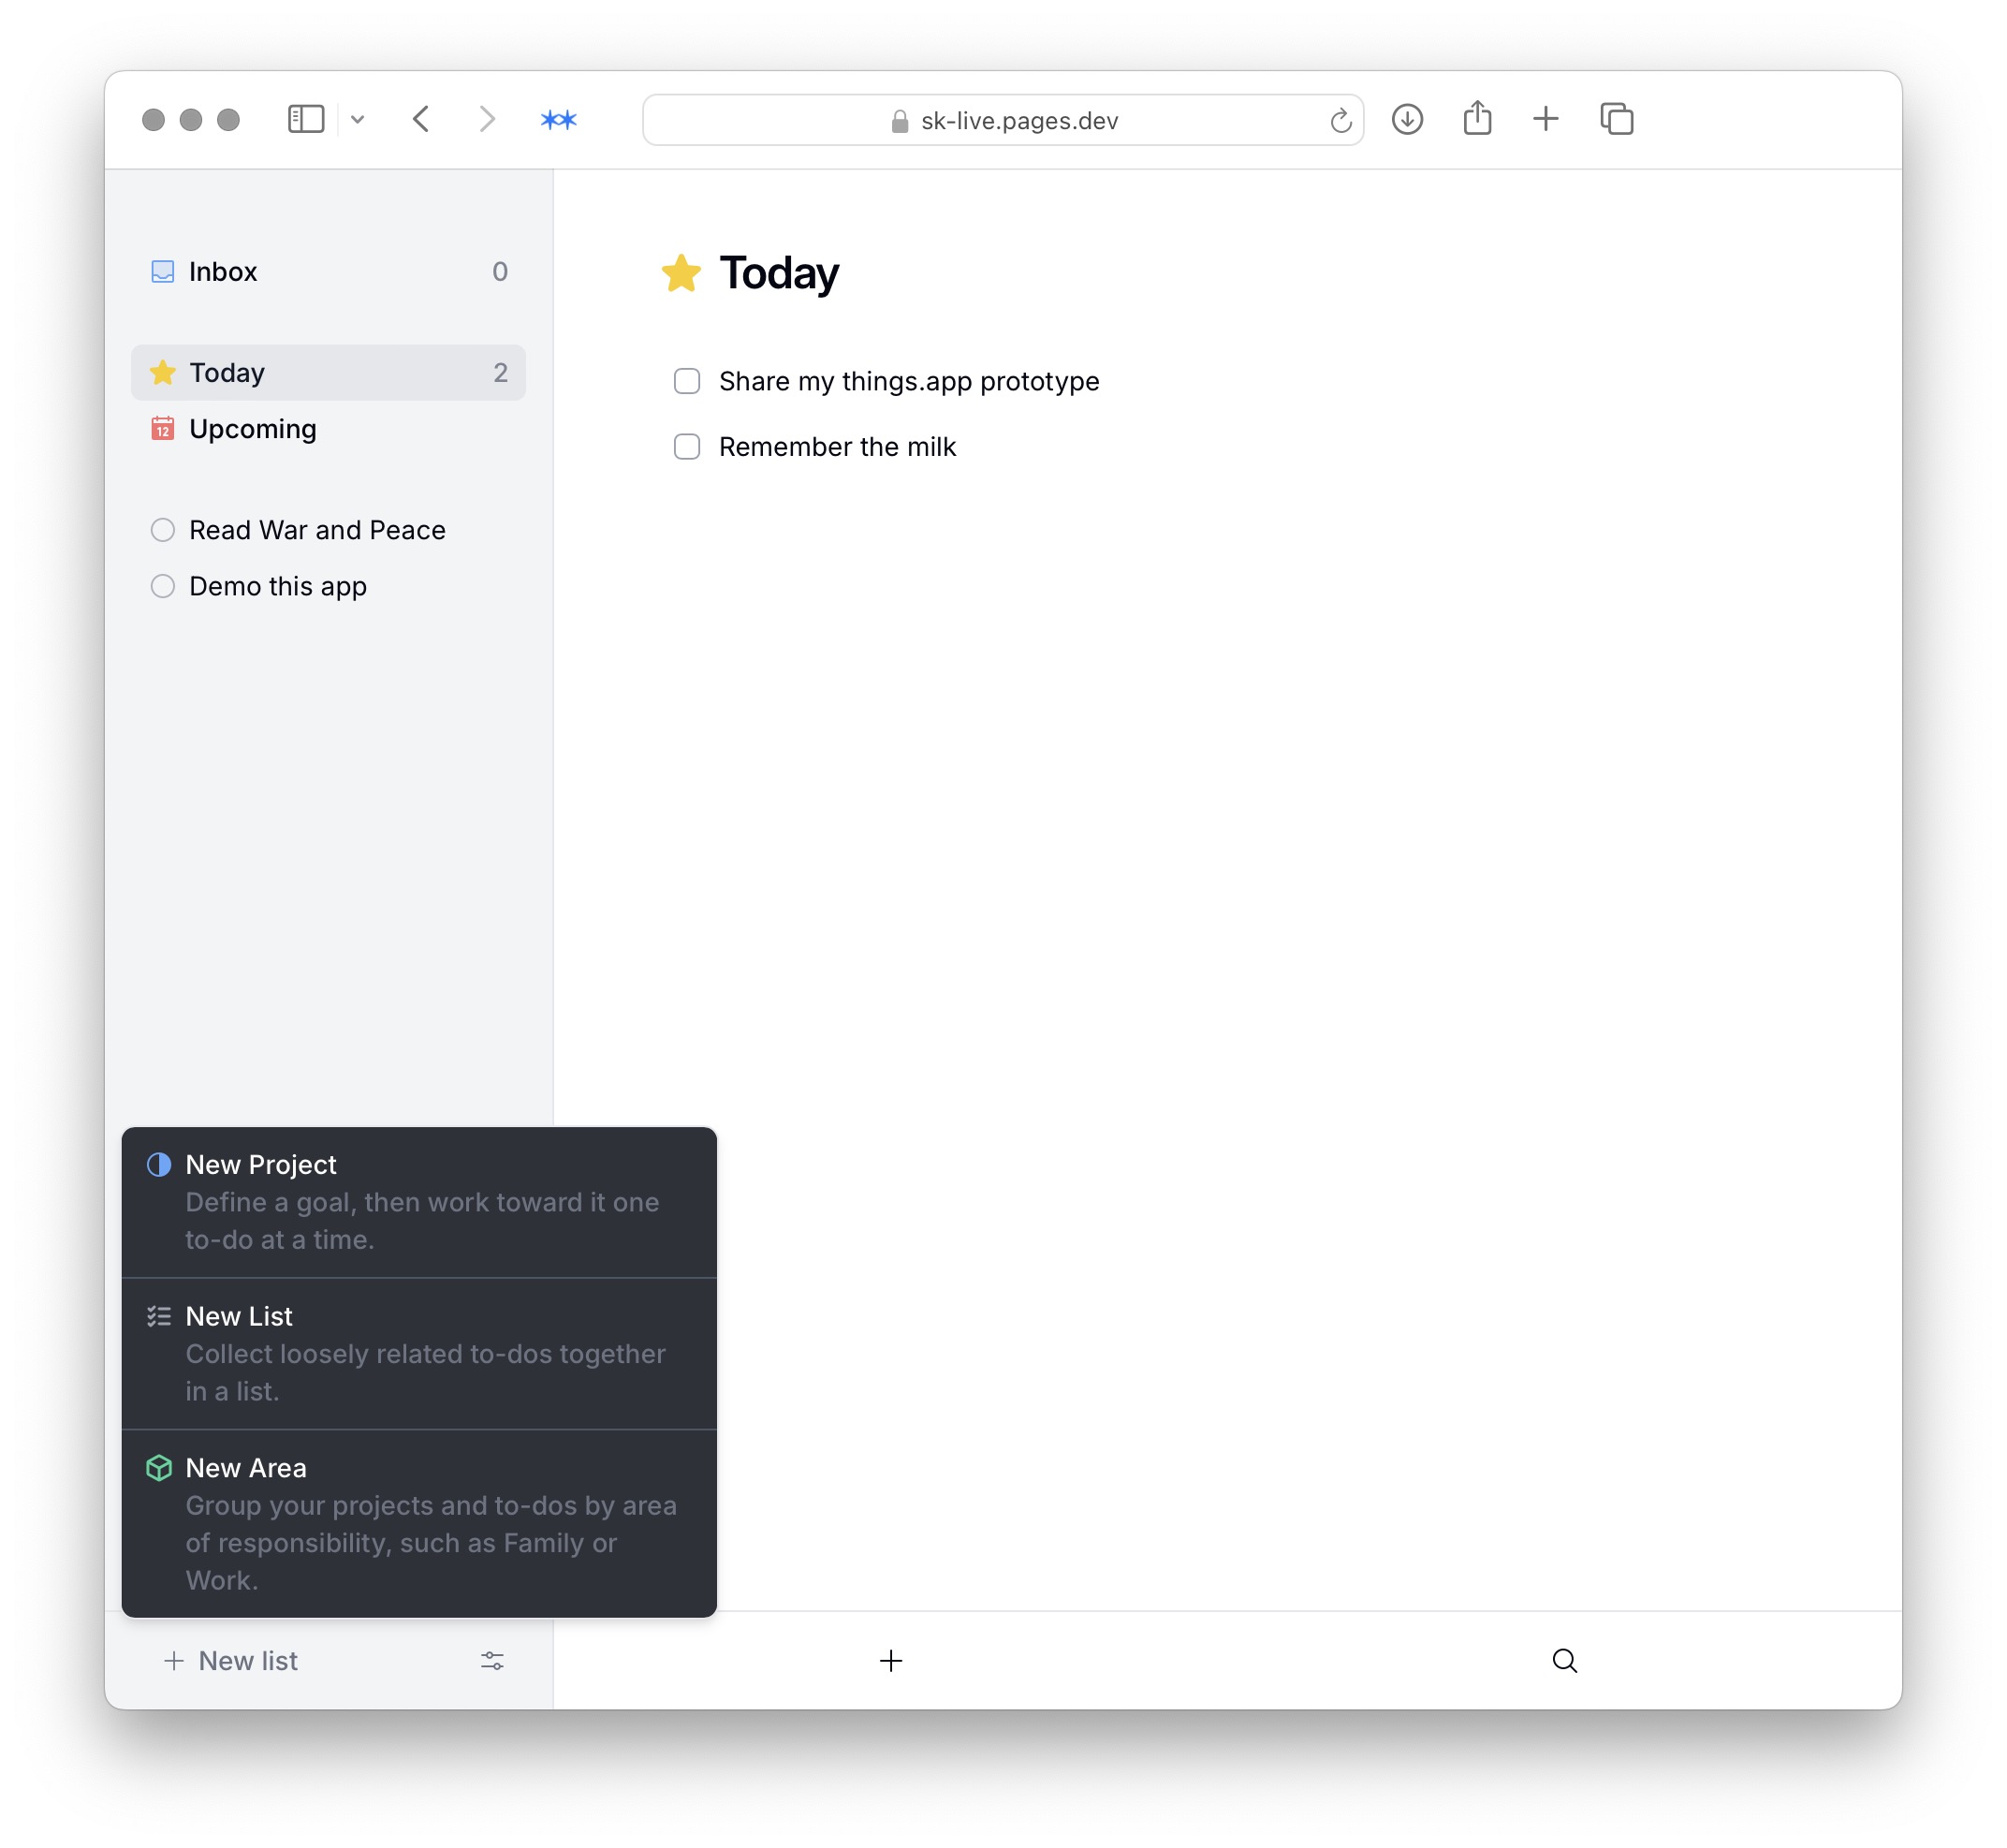 sk-live.pages.dev
Inbox 0
Today 2
12
Upcoming
Read War and Peace
Demo this app
Today
Share my things.app prototype
Remember the milk
New Project
Define a goal, then work toward it one
to-do at a time.
New List
Collect loosely related to-dos together
in a list.
New Area
Group your projects and to-dos by area
of responsibility, such as Family or
Work.
New list